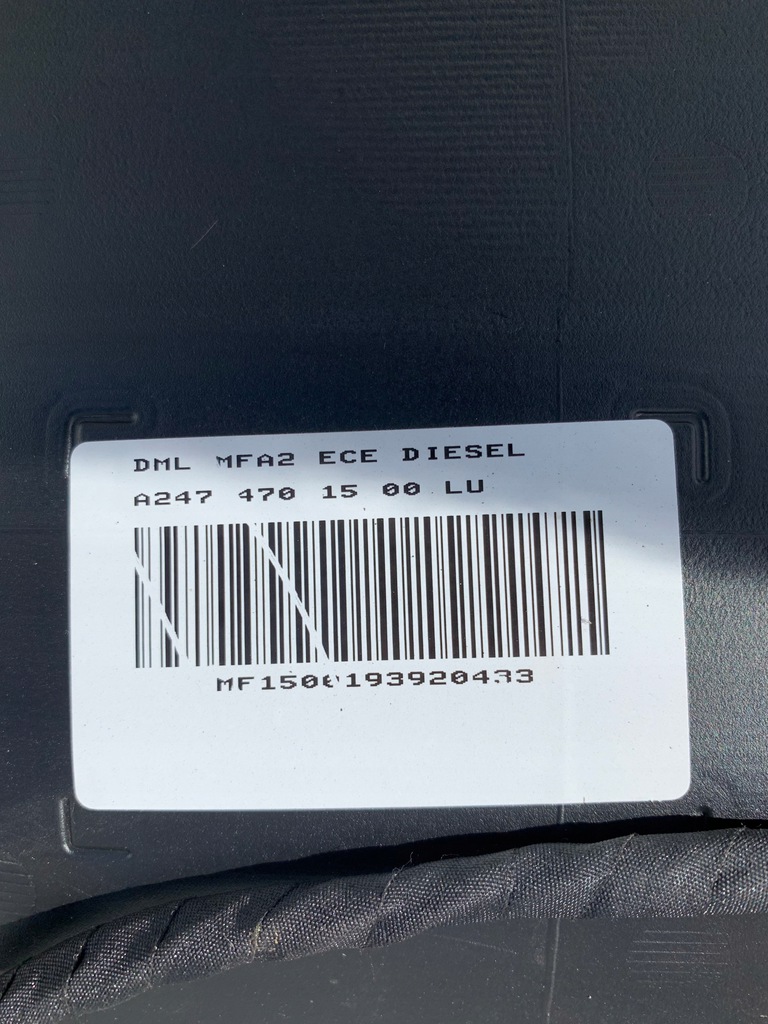 DML MFA2 ECE DIESEL
A247 470 15 00 LU
MF1500193920433